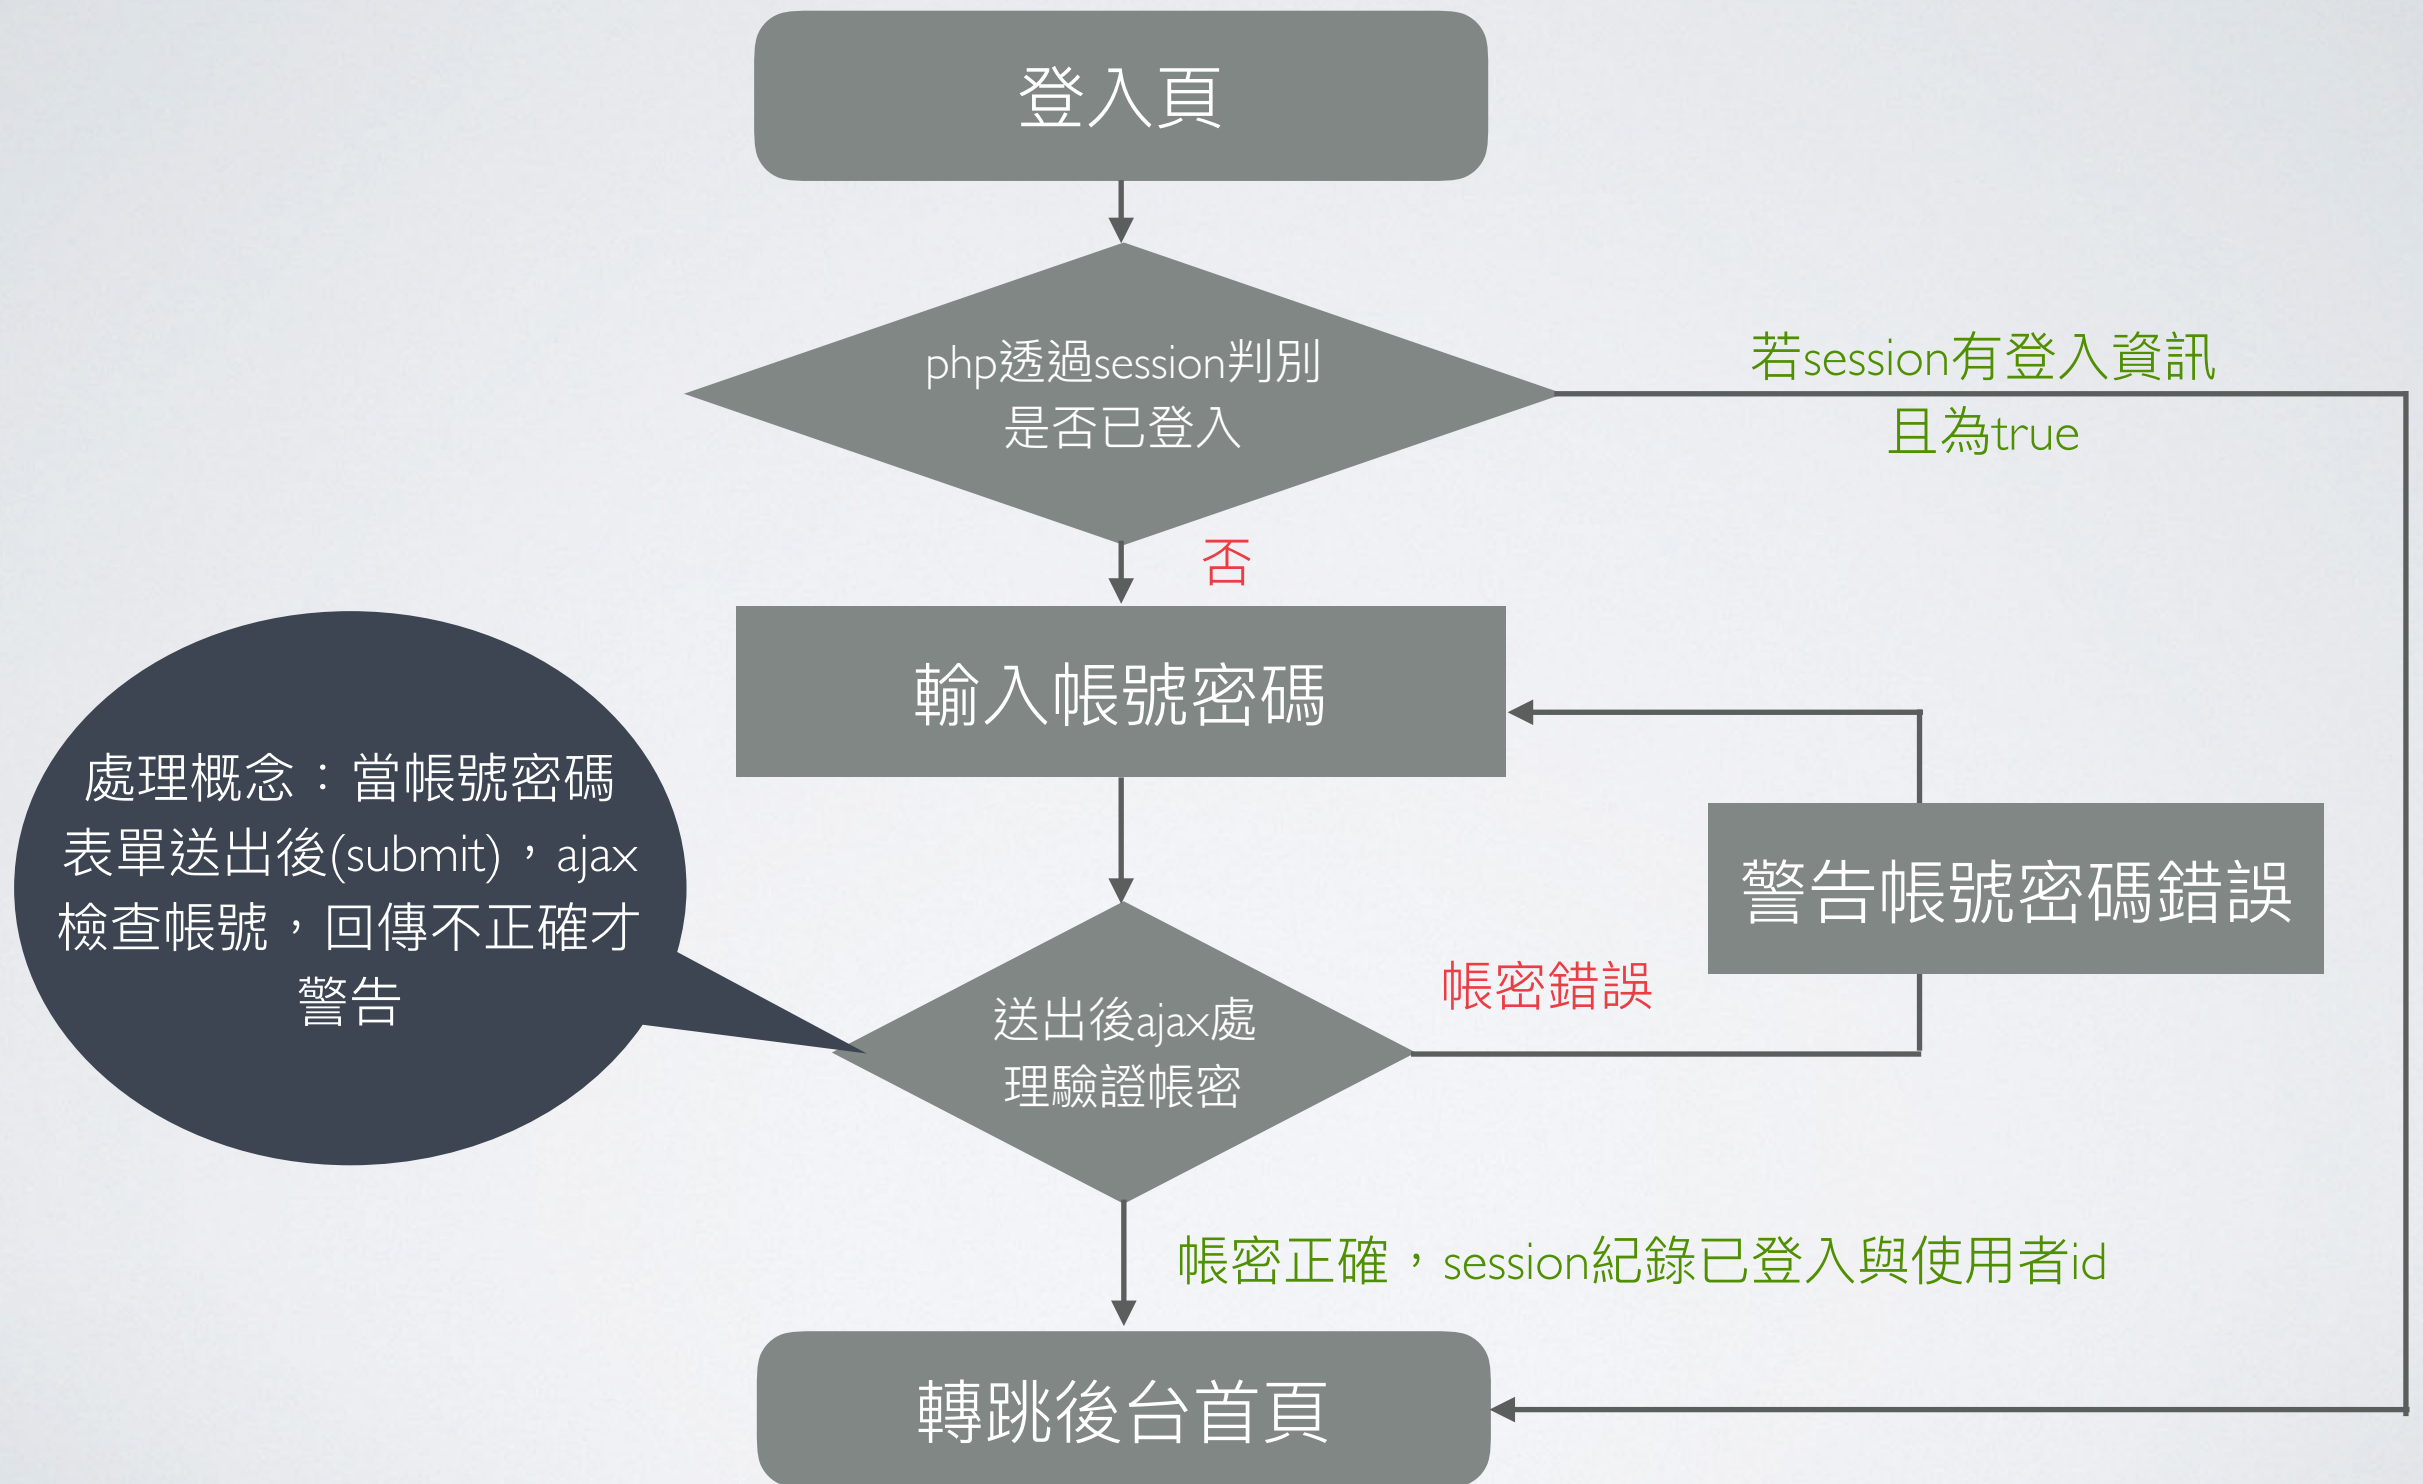 登入頁
php透過session判別
是否已登入
若session有登入資訊
且為true
否
輸入帳號密碼
處理概念：當帳號密碼
表單送出後(submit)，ajax
檢查帳號，回傳不正確才
警告
警告帳號密碼錯誤
帳密錯誤
送出後ajax處
理驗證帳密
帳密正確，session紀錄已登入與使用者id
轉跳後台首頁